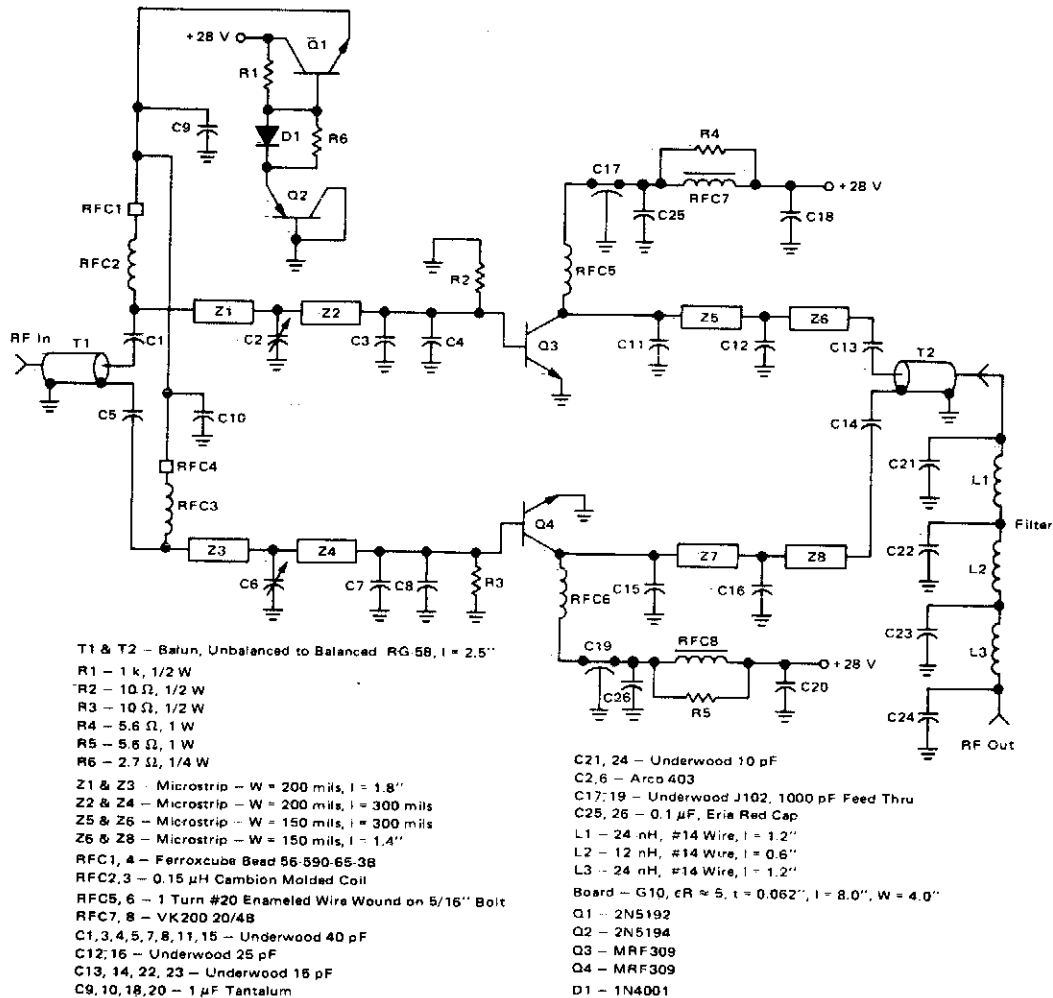 +28 V
Q1
R1
C9
D1
R6
Q2
RFC1
RFC2
R4
C17
RFC7
+28 V
C25
C18
R2
RFC5
Z1
Z2
Z5
Z6
RF In
T1
C1
C2
C3
C4
Q3
C11
C12
C13
T2
C5
C10
C14
RFC4
RFC3
C21
L1
Q4
Filter
Z3
Z4
Z7
Z8
C22
L2
C6
C7
C8
R3
RFC6
C15
C16
C23
L3
C19
RFC8
+28 V
C26
R5
C20
C24
RF Out
T1 & T2 – Balun, Unbalanced to Balanced RG-58, l = 2.5"
R1 – 1 k, 1/2 W
R2 – 10 Ω, 1/2 W
R3 – 10 Ω, 1/2 W
R4 – 5.6 Ω, 1 W
R5 – 5.6 Ω, 1 W
R6 – 2.7 Ω, 1/4 W
Z1 & Z3 – Microstrip – W = 200 mils, l = 1.8"
Z2 & Z4 – Microstrip – W = 200 mils, l = 300 mils
Z5 & Z6 – Microstrip – W = 150 mils, l = 300 mils
Z6 & Z8 – Microstrip – W = 150 mils, l = 1.4"
RFC1, 4 – Ferroxcube Bead 56-590-65-3B
RFC2,3 – 0.15 µH Cambion Molded Coil
RFC5, 6 – 1 Turn #20 Enameled Wire Wound on 5/16" Bolt
RFC7, 8 – VK200 20/4B
C1,3,4,5,7,8,11,15 – Underwood 40 pF
C12,16 – Underwood 25 pF
C13, 14, 22, 23 – Underwood 15 pF
C9, 10,18,20 – 1 µF Tantalum
C21, 24 – Underwood 10 pF
C2,6 – Arco 403
C17,19 – Underwood J102, 1000 pF Feed Thru
C25, 26 – 0.1 µF, Erie Red Cap
L1 – 24 nH, #14 Wire, l = 1.2"
L2 – 12 nH, #14 Wire, l = 0.6"
L3 – 24 nH, #14 Wire, l = 1.2"
Board – G10, εR ≈ 5, t = 0.062", l = 8.0", W = 4.0"
Q1 – 2N5192
Q2 – 2N5194
Q3 – MRF309
Q4 – MRF309
D1 – 1N4001